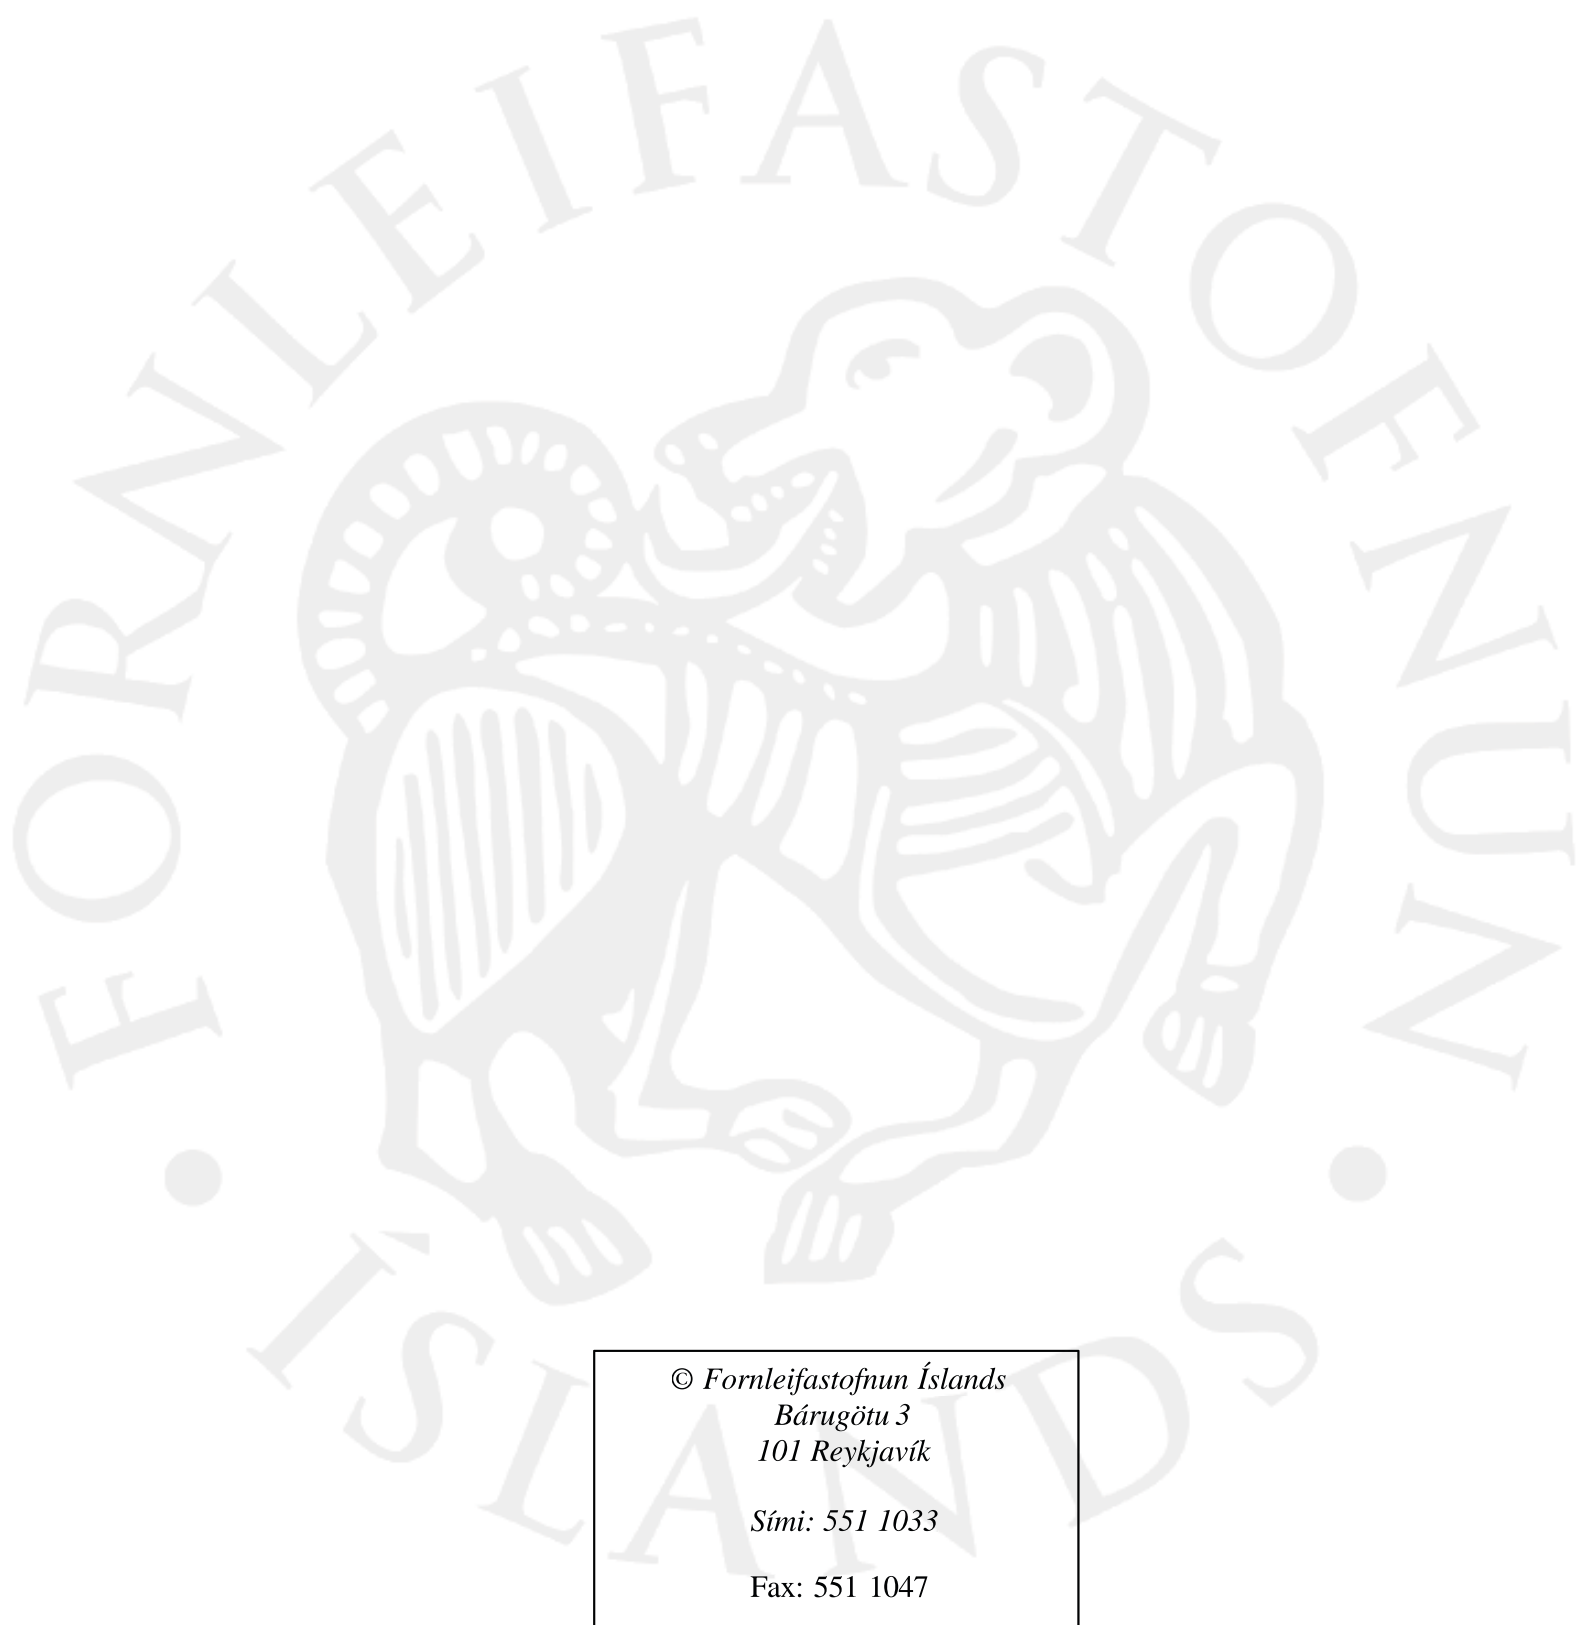 FORNLEIFASTOFNUN
ÍSLANDS
© Fornleifastofnun Íslands
Bárugötu 3
101 Reykjavík
Sími: 551 1033
Fax: 551 1047